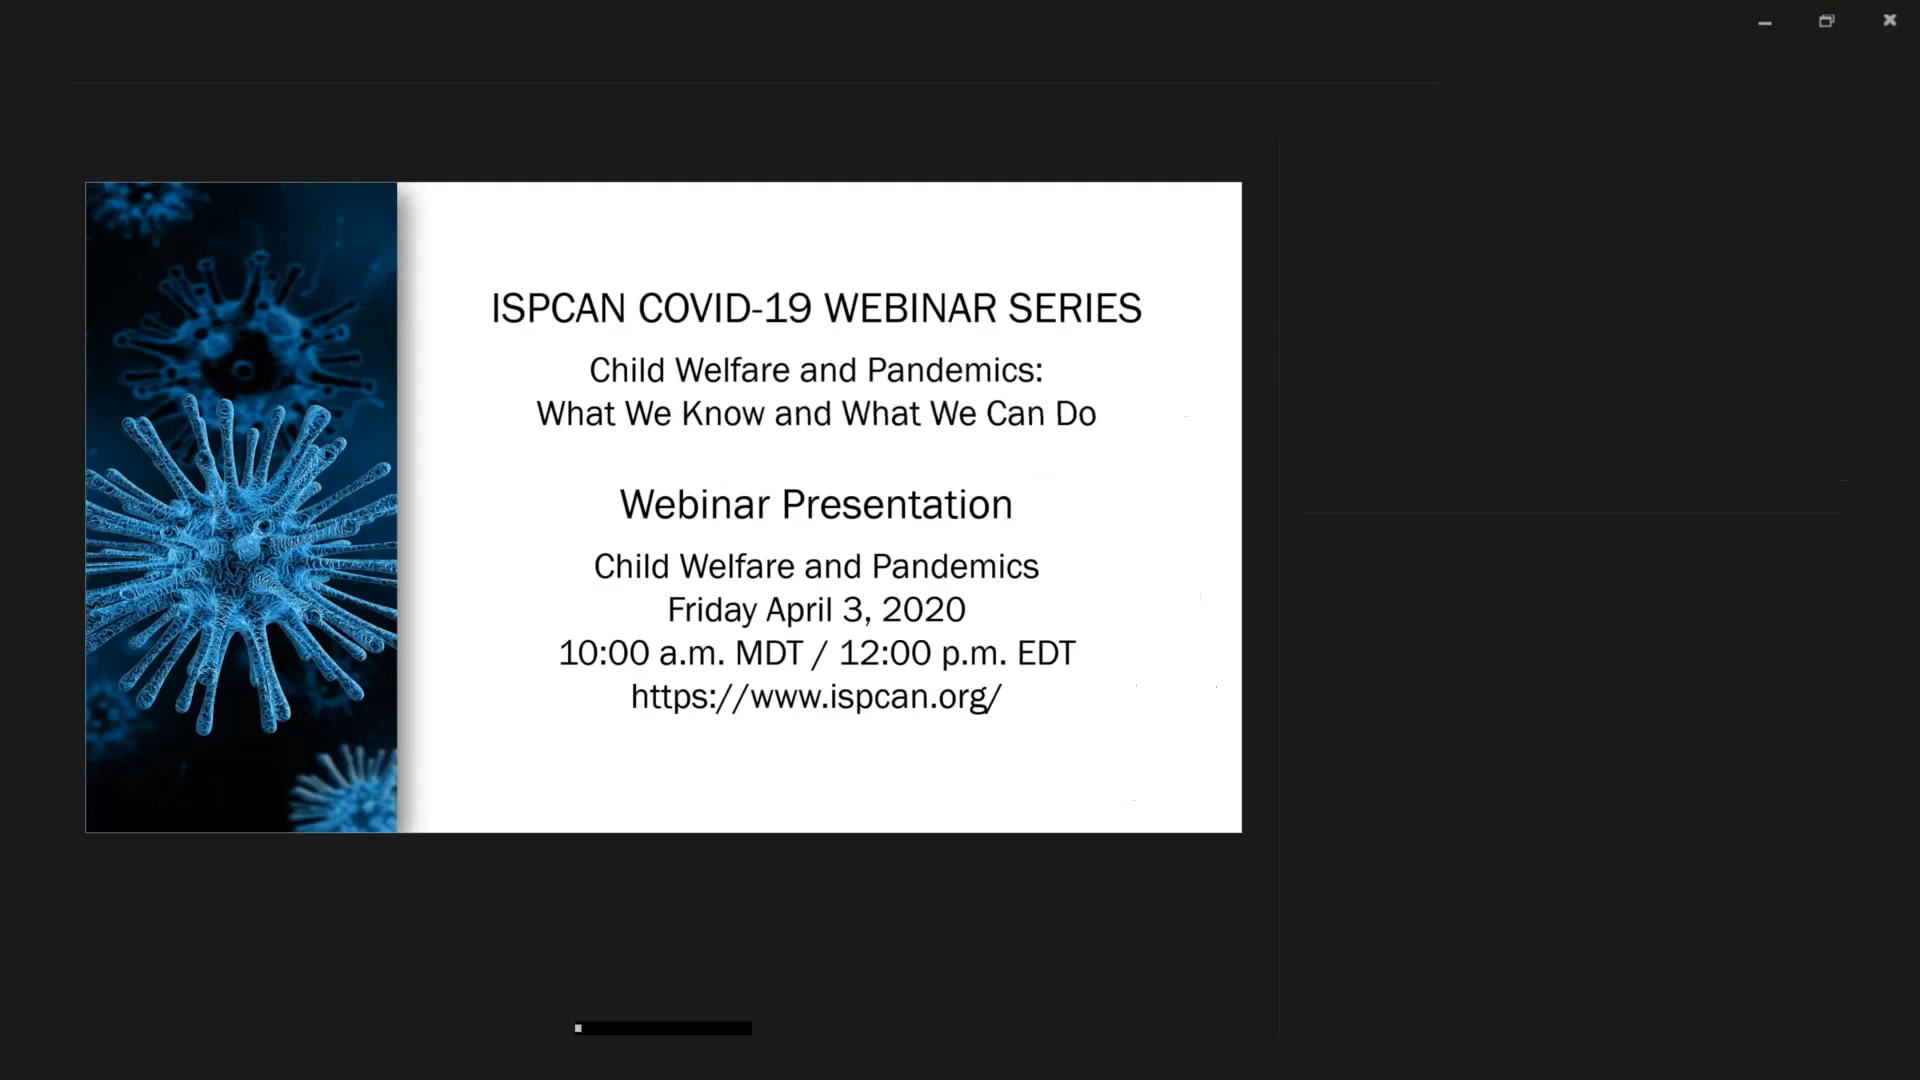 ISPCAN COVID-19 WEBINAR SERIES
Child Welfare and Pandemics:
What We Know and What We Can Do
Webinar Presentation
Child Welfare and Pandemics
Friday April 3, 2020
10:00 a.m. MDT / 12:00 p.m. EDT
https://www.ispcan.org/